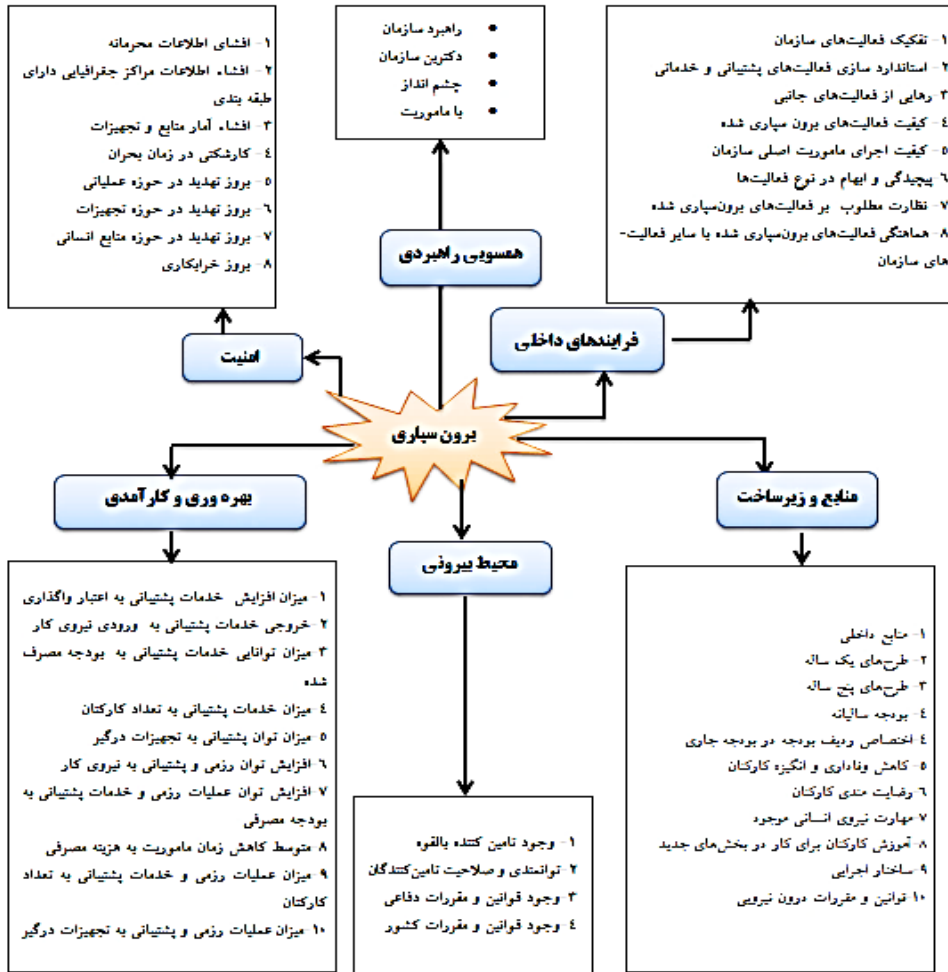 راهبرد سازمان
دکترین سازمان
چشم انداز
با ماموریت
همسویی راهبردی
۱- تفکیک فعالیت‌های سازمان
۲- استاندارد سازی فعالیت‌های پشتیبانی و خدماتی
۳- رهایی از فعالیت‌های جانبی
٤- کیفیت فعالیت‌های برون سپاری شده
۵- کیفیت اجرای ماموریت اصلی سازمان
٦- پیچیدگی و ابهام در نوع فعالیت‌ها
۷- نظارت مطلوب بر فعالیت‌های برون‌سپاری شده
۸- هماهنگی فعالیت‌های برون‌سپاری شده با سایر فعالیت-
های سازمان
فرایندهای داخلی
۱- افشای اطلاعات محرمانه
۲- افشاء اطلاعات مراکز جغرافیایی دارای
طبقه بندی
۳- افشاء آمار منابع و تجهیزات
٤- کارشکنی در زمان بحران
۵- بروز تهدید در حوزه عملیاتی
٦- بروز تهدید در حوزه تجهیزات
۷- بروز تهدید در حوزه منابع انسانی
۸- بروز خرابکاری
امنیت
برون سپاری
منابع و زیرساخت
۱- منابع داخلی
۲- طرح‌های یک ساله
۳- طرح‌های پنج ساله
٤- بودجه سالیانه
٤- اختصاص ردیف بودجه در بودجه جاری
۵- کاهش وفاداری و انگیزه کارکنان
٦- رضایت مندی کارکنان
۷- مهارت نیروی انسانی موجود
۸- آموزش کارکنان برای کار در بخش‌های جدید
۹- ساختار اجرایی
۱۰- قوانین و مقررات درون نیرویی
محیط بیرونی
۱- وجود تامین کننده بالقوه
۲- توانمندی و صلاحیت تامین‌کنندگان
۳- وجود قوانین و مقررات دفاعی
٤- وجود قوانین و مقررات کشور
بهره وری و کارآمدی
۱- میزان افزایش خدمات پشتیبانی به اعتبار واگذاری
۲- خروجی خدمات پشتیبانی به ورودی نیروی کار
۳- میزان توانایی خدمات پشتیبانی به بودجه مصرف
شده
٤- میزان خدمات پشتیبانی به تعداد کارکنان
۵- میزان توان پشتیبانی به تجهیزات درگیر
٦- افزایش توان رزمی و پشتیبانی به نیروی کار
۷- افزایش توان عملیات رزمی و خدمات پشتیبانی به
بودجه مصرفی
۸- متوسط کاهش زمان ماموریت به هزینه مصرفی
۹- میزان عملیات رزمی و خدمات پشتیبانی به تعداد
کارکنان
۱۰- میزان عملیات رزمی و پشتیبانی به تجهیزات درگیر